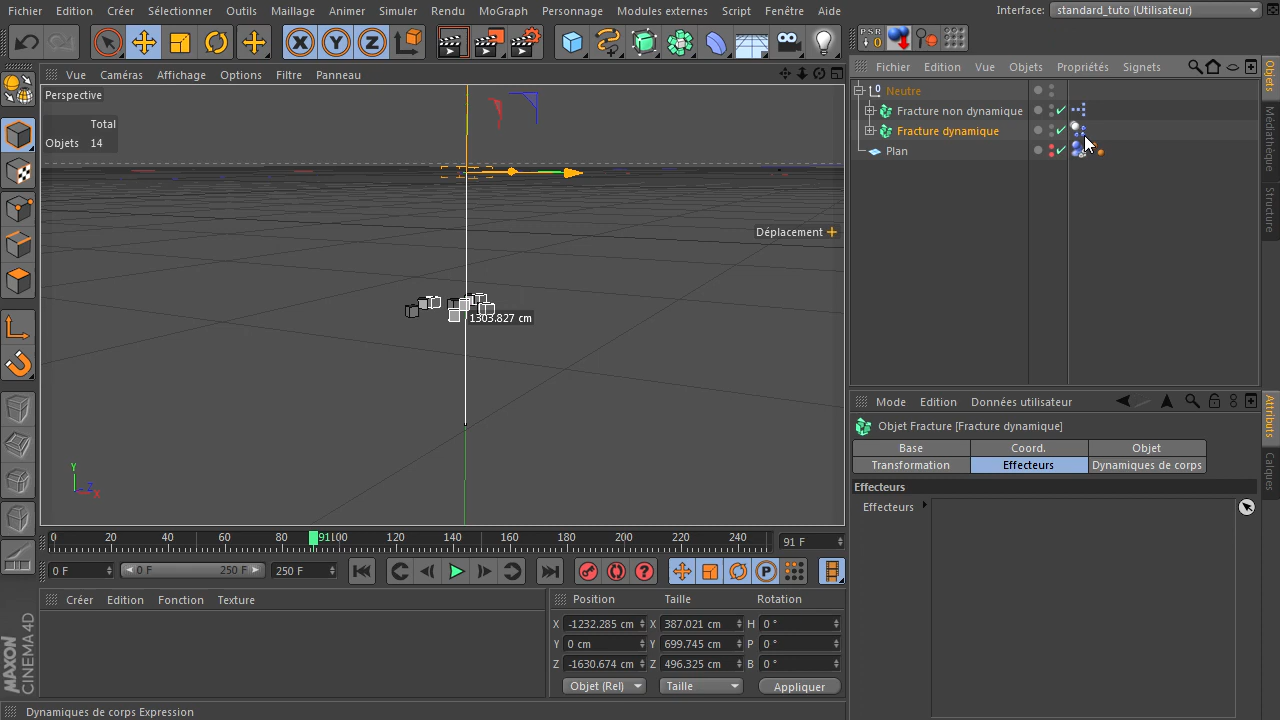 Fichier Edition Créer Sélectionner Outils Maillage Animer Simuler Rendu MoGraph Personnage Modules externes Script Fenêtre Aide Interface: standard_tuto (Utilisateur)
PSR
0
Vue Caméras Affichage Options Filtre Panneau
Fichier Edition Vue Objets Propriétés Signets
Perspective
Total
Objets 14
Neutre
Fracture non dynamique
Fracture dynamique
Plan
Objets
Médiathèque
Structure
Déplacement
1303.827 cm
Y
Z
X
Mode Edition Données utilisateur
Objet Fracture [Fracture dynamique]
Base Coord. Objet
Transformation Effecteurs Dynamiques de corps
Effecteurs
Effecteurs
Attributs
Calques
0 20 40 60 80 91 100 120 140 160 180 200 220 240 91 F
0 F 0 F 250 F 250 F
Créer Edition Fonction Texture
Position Taille Rotation
X -1232.285 cm X 387.021 cm H 0 °
Y 0 cm Y 699.745 cm P 0 °
Z -1630.674 cm Z 496.325 cm B 0 °
Objet (Rel) Taille Appliquer
MAXON
CINEMA 4D
Dynamiques de corps Expression